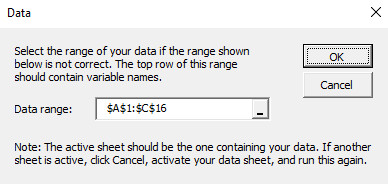 Data
Select the range of your data if the range shown
below is not correct. The top row of this range
should contain variable names.
OK
Cancel
Data range: $A$1:$C$16
Note: The active sheet should be the one containing your data. If another
sheet is active, click Cancel, activate your data sheet, and run this again.